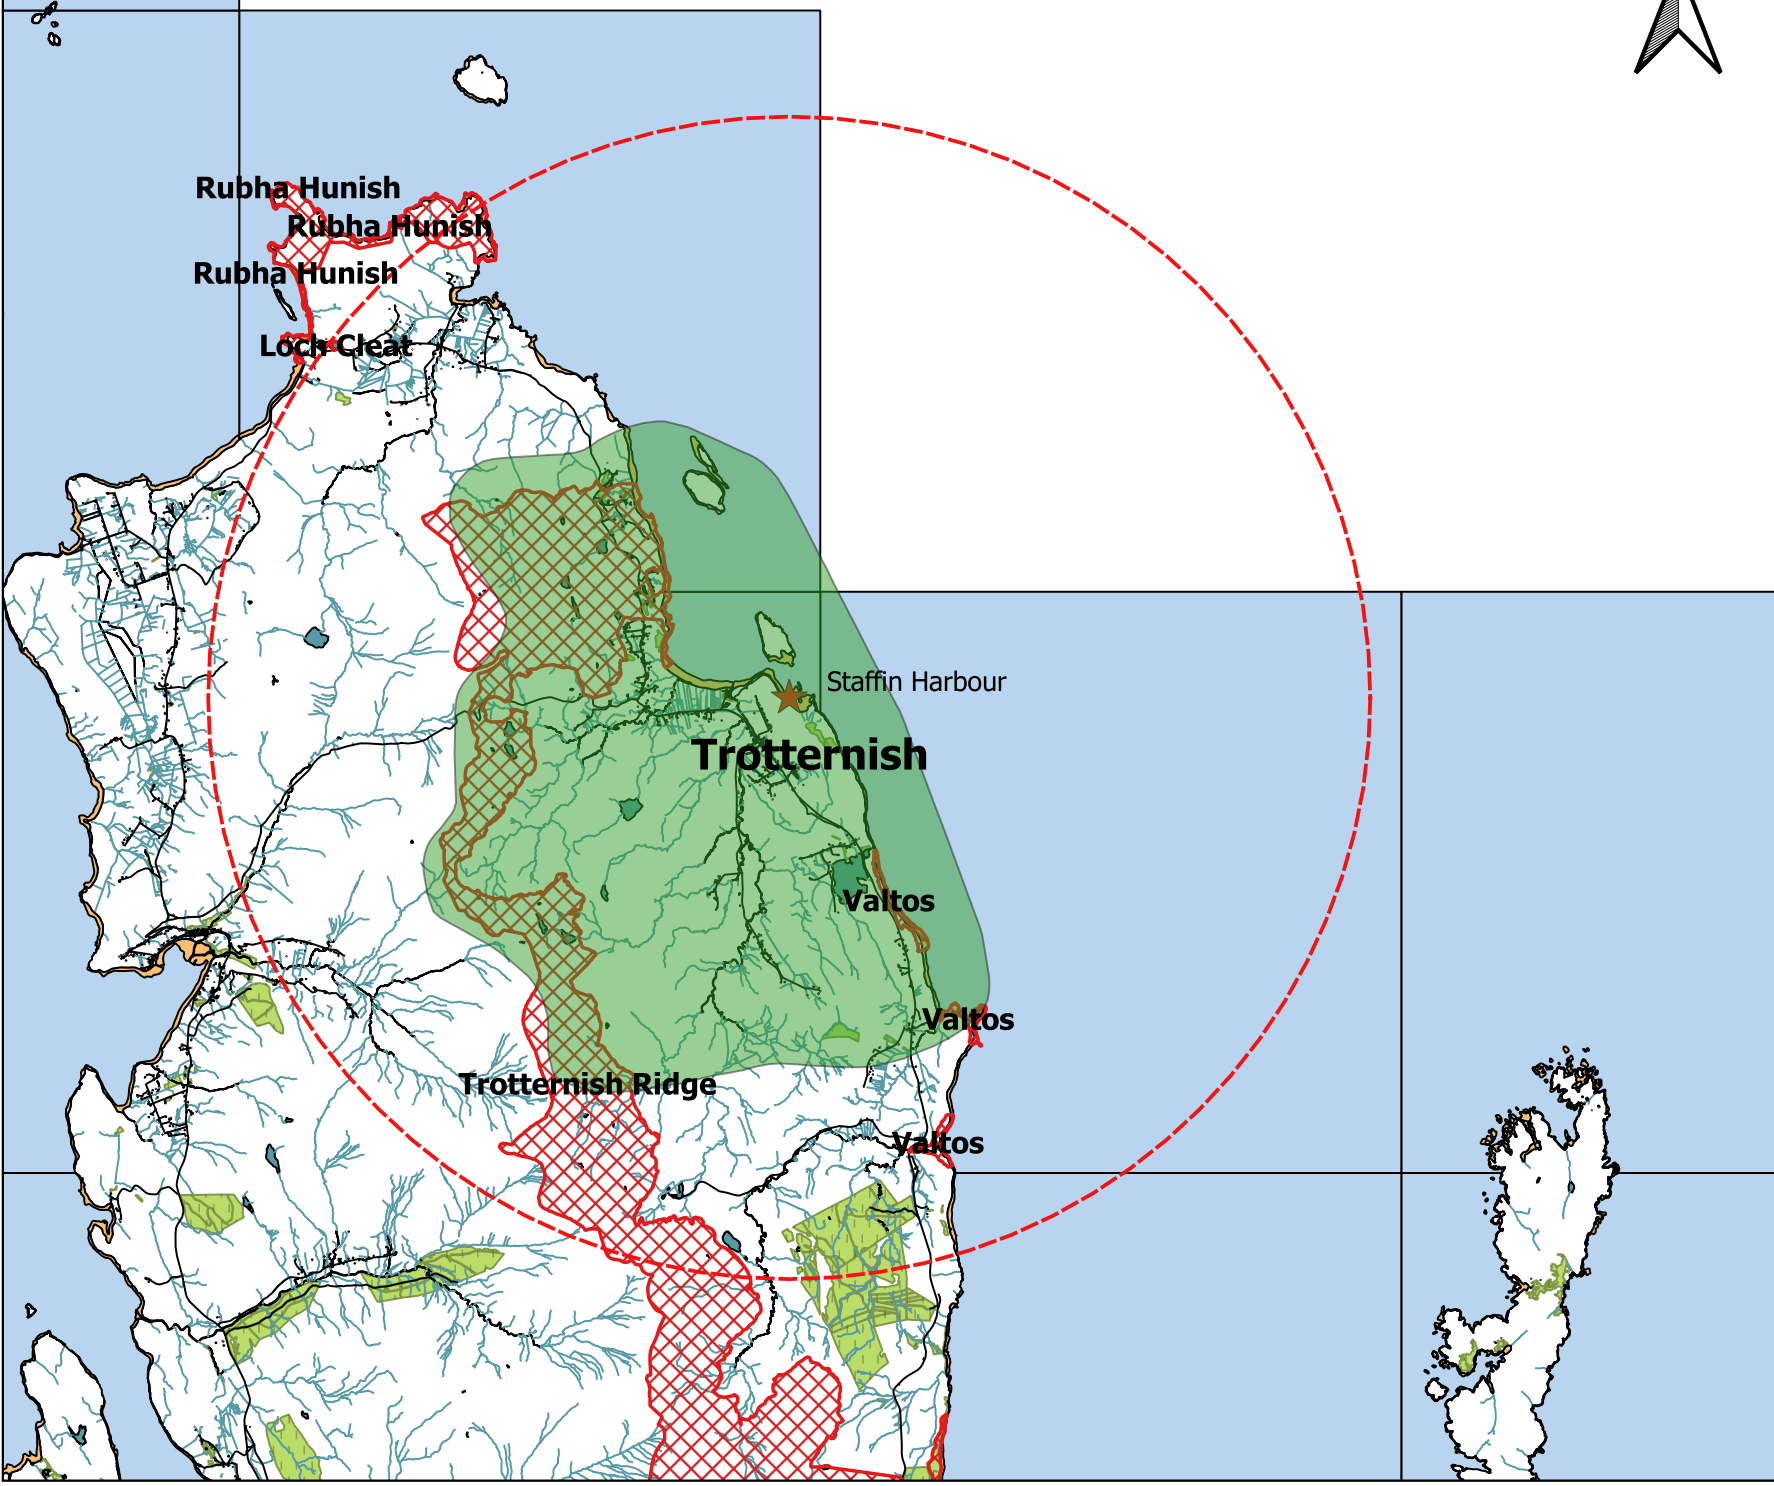 Rubha Hunish
Rubha Hunish
Rubha Hunish
Loch Cleat
Staffin Harbour
Trotternish
Valtos
Valtos
Trotternish Ridge
Valtos